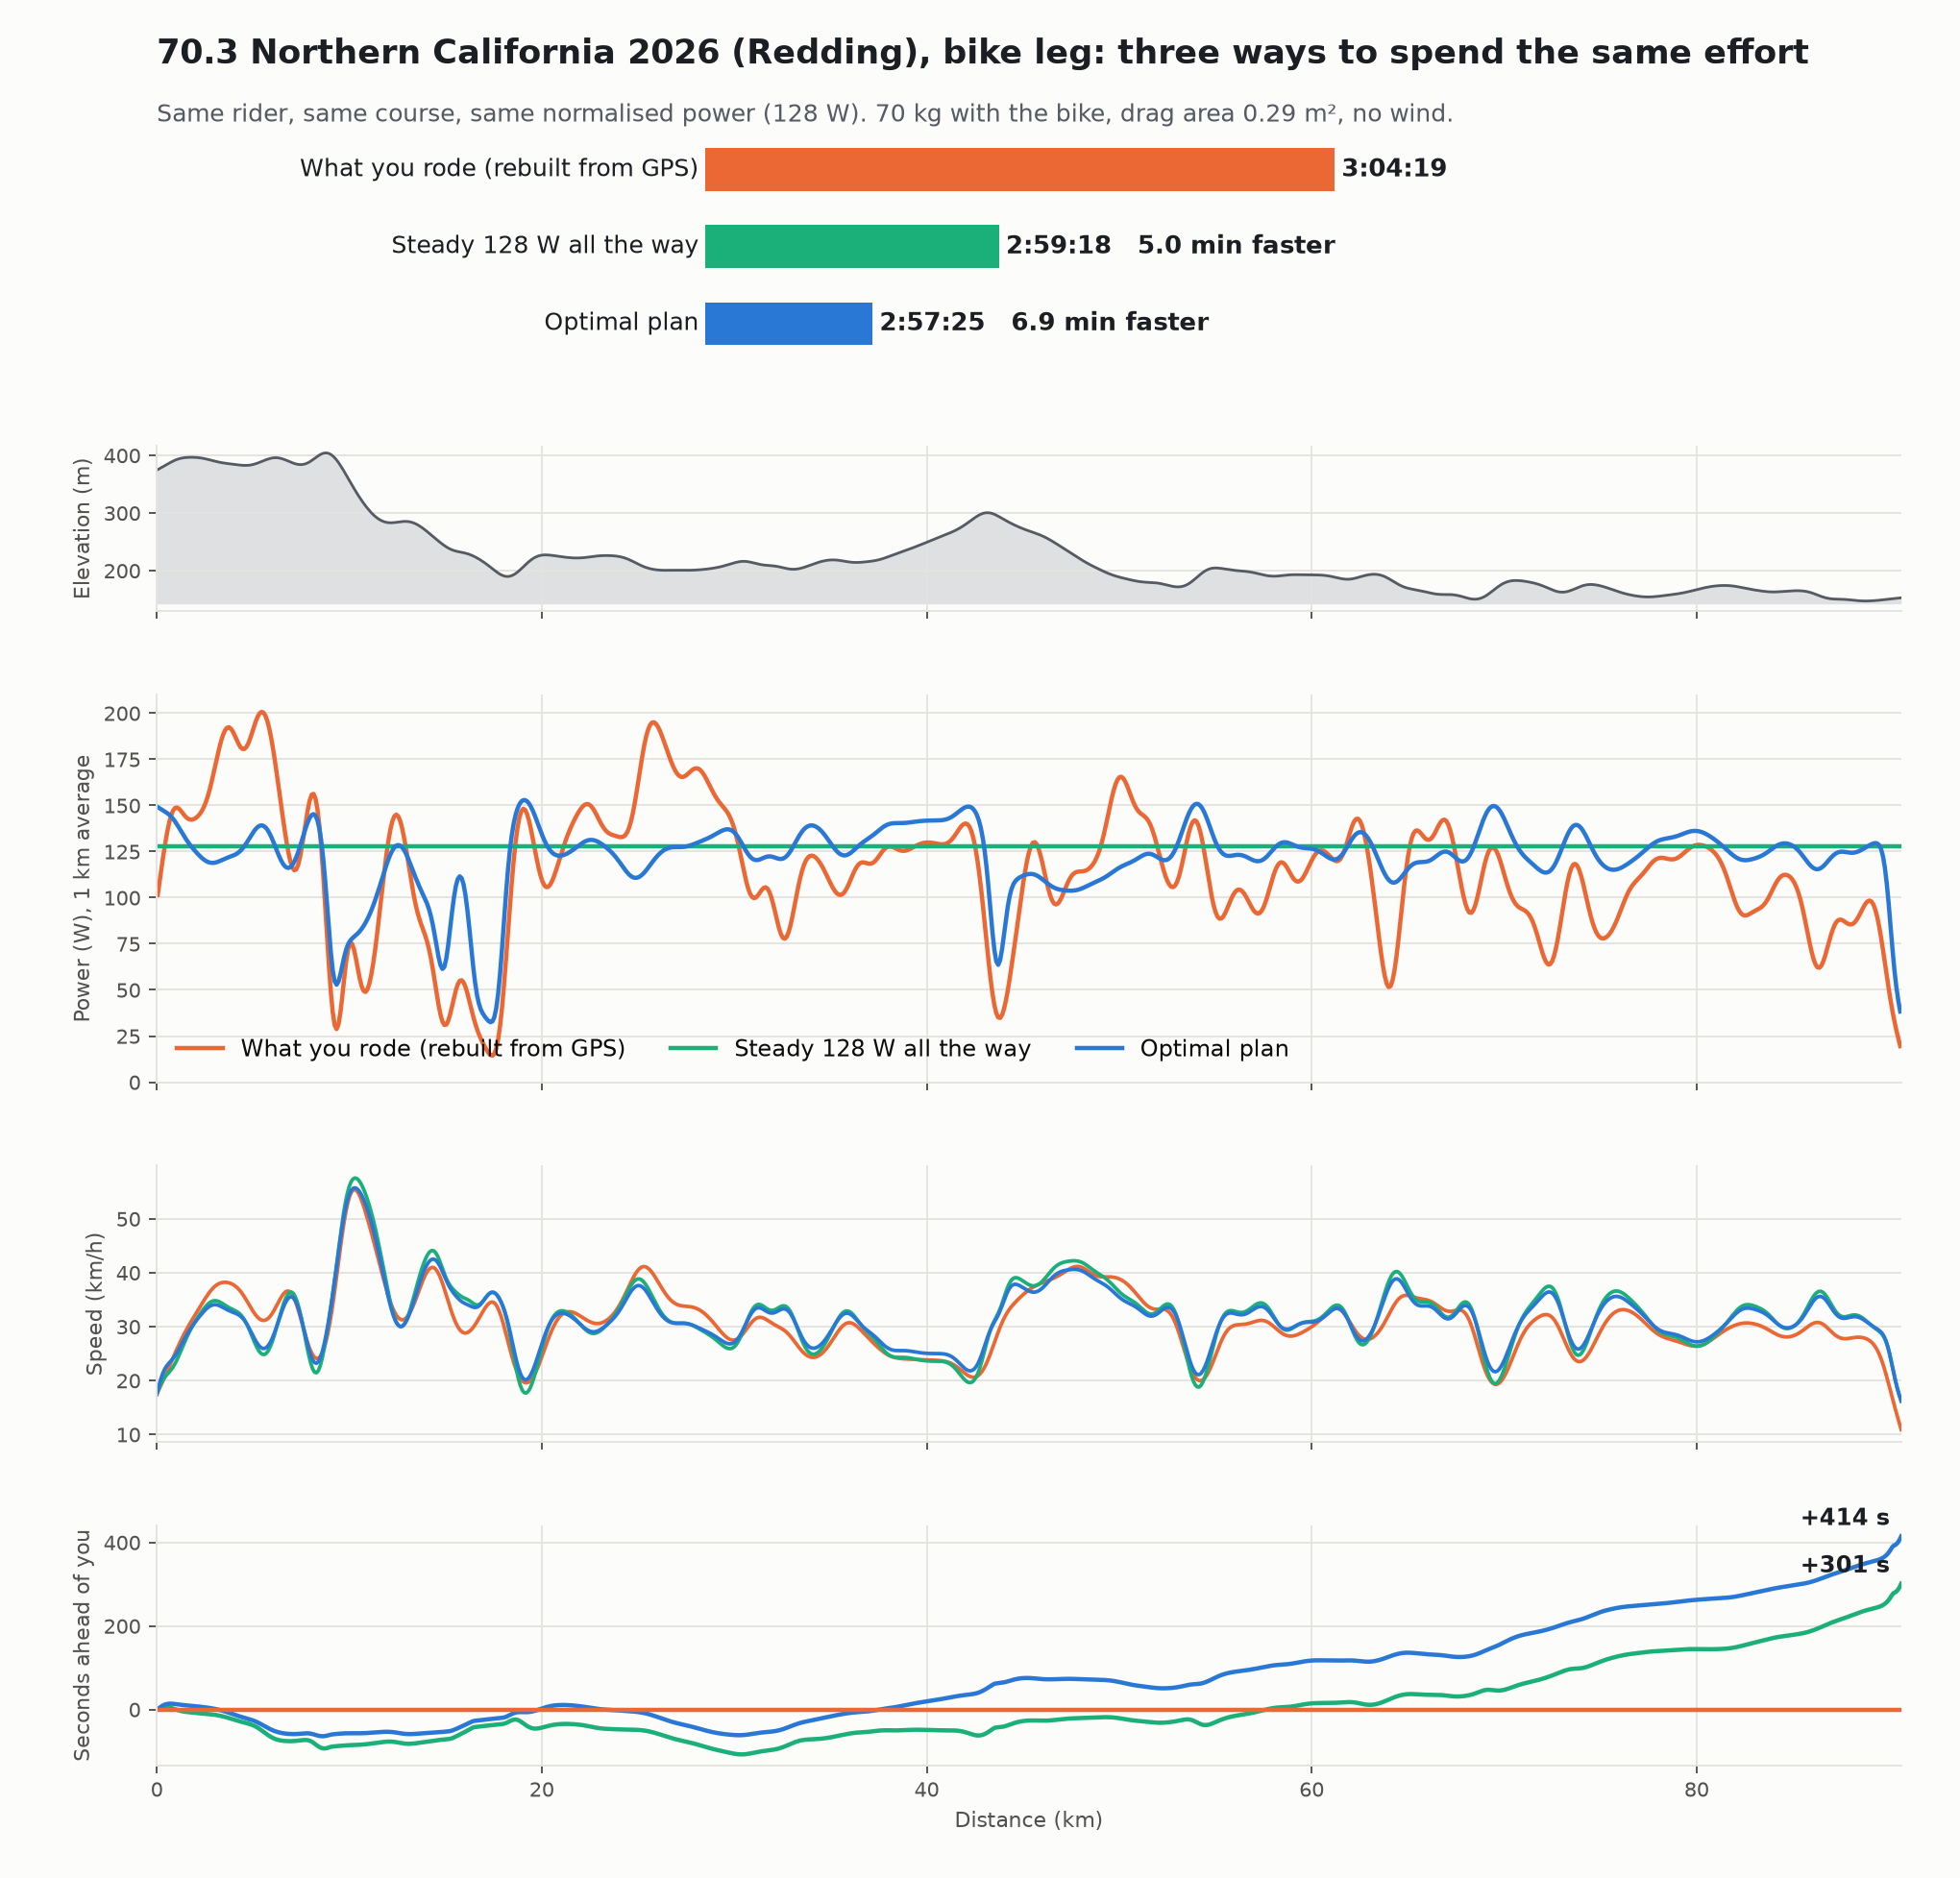 70.3 Northern California 2026 (Redding), bike leg: three ways to spend the same effort
Same rider, same course, same normalised power (128 W). 70 kg with the bike, drag area 0.29 m², no wind.
What you rode (rebuilt from GPS) 3:04:19
Steady 128 W all the way 2:59:18 5.0 min faster
Optimal plan 2:57:25 6.9 min faster
Elevation (m)
400
300
200
Power (W), 1 km average
200
175
150
125
100
75
50
25
0
What you rode (rebuilt from GPS) Steady 128 W all the way Optimal plan
Speed (km/h)
50
40
30
20
10
Seconds ahead of you
400
200
0
+414 s
+301 s
0 20 40 60 80
Distance (km)